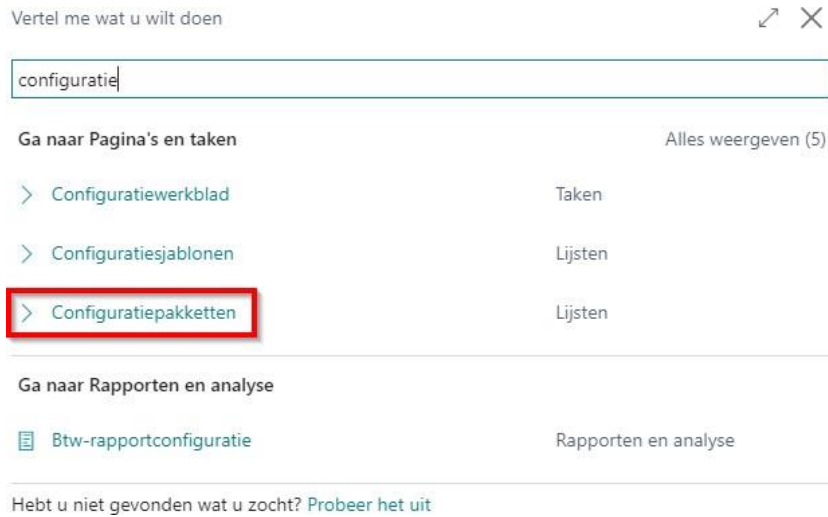 Vertel me wat u wilt doen
configuratie
Ga naar Pagina's en taken Alles weergeven (5)
Configuratiewerkblad Taken
Configuratiesjablonen Lijsten
Configuratiepakketten Lijsten
Ga naar Rapporten en analyse
Btw-rapportconfiguratie Rapporten en analyse
Hebt u niet gevonden wat u zocht? Probeer het uit